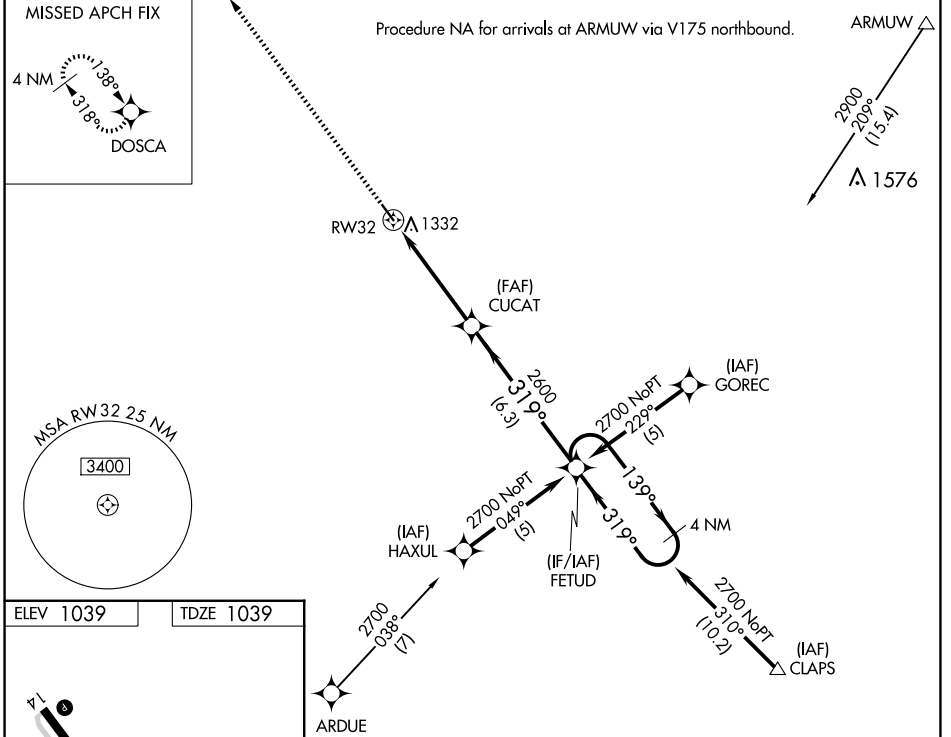 MISSED APCH FIX
4 NM
138°
318°
DOSCA
Procedure NA for arrivals at ARMUW via V175 northbound.
ARMUW
2900
209°
(15.4)
1576
RW32
1332
(FAF)
CUCAT
2600
319°
(6.3)
(IAF)
GOREC
2700 NoPT
229°
(5)
MSA RW32 25 NM
3400
2700 NoPT
049°
(5)
(IAF)
HAXUL
139°
319°
4 NM
(IF/IAF)
FETUD
2700 NoPT
310°
(10.2)
(IAF)
CLAPS
2700
038°
(7)
ARDUE
ELEV 1039
TDZE 1039
14
P